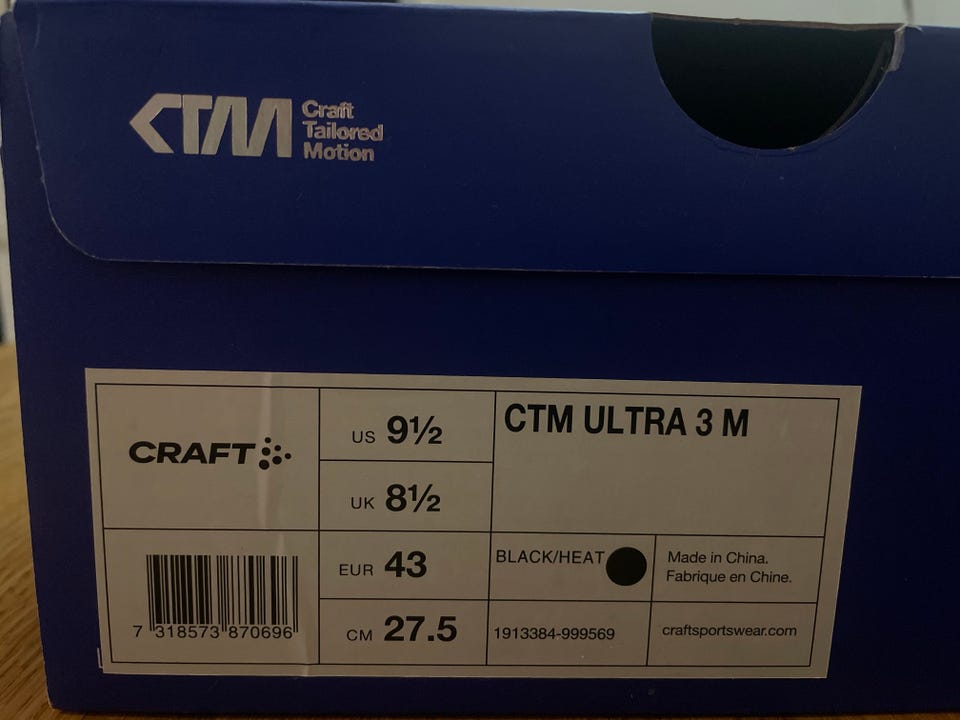 CTM Craft
Tailored
Motion
CRAFT
US 9½
UK 8½
EUR 43
CM 27.5
CTM ULTRA 3 M
BLACK/HEAT
Made in China.
Fabrique en Chine.
7 318573 870696
1913384-999569
craftsportswear.com